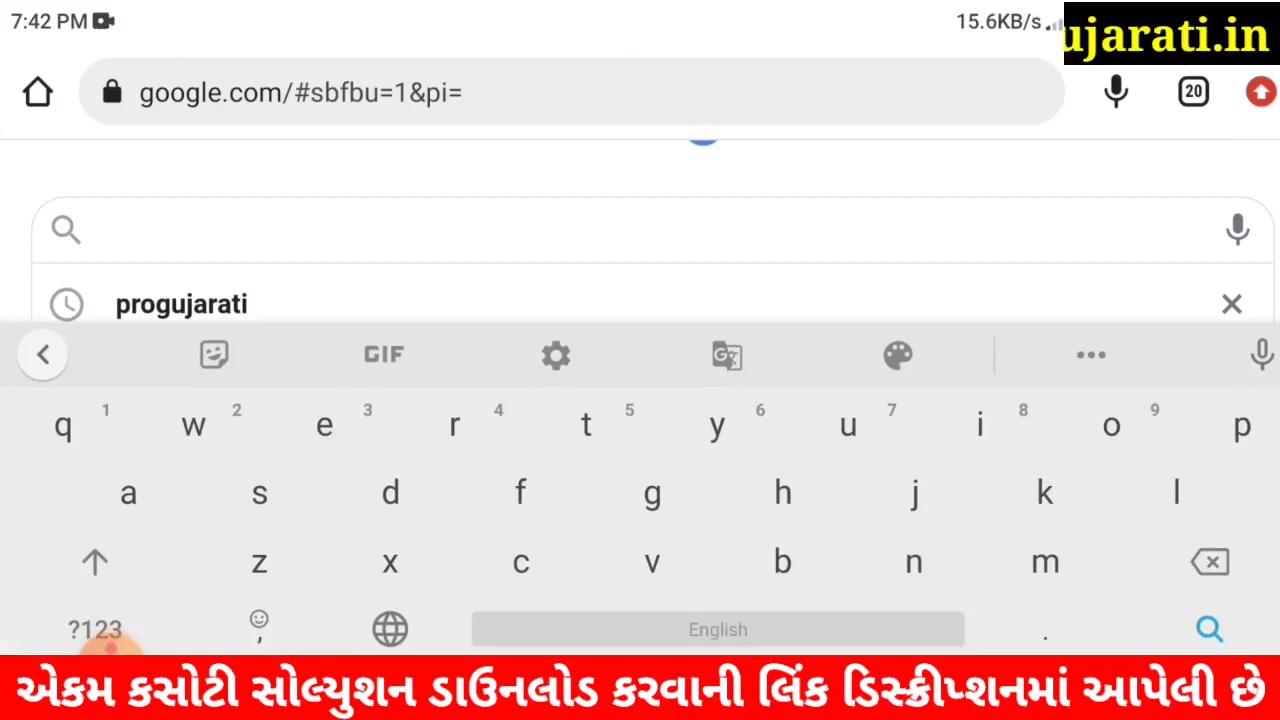 7:42 PM
15.6KB/s
ujarati.in
google.com/#sbfbu=1&pi=
20
progujarati
GIF
q 1 w 2 e 3 r 4 t 5 y 6 u 7 i 8 o 9 p
a s d f g h j k l
z x c v b n m
?123 , English .
એકમ કસોટી સોલ્યુશન ડાઉનલોડ કરવાની લિંક ડિસ્ક્રીપ્શનમાં આપેલી છે